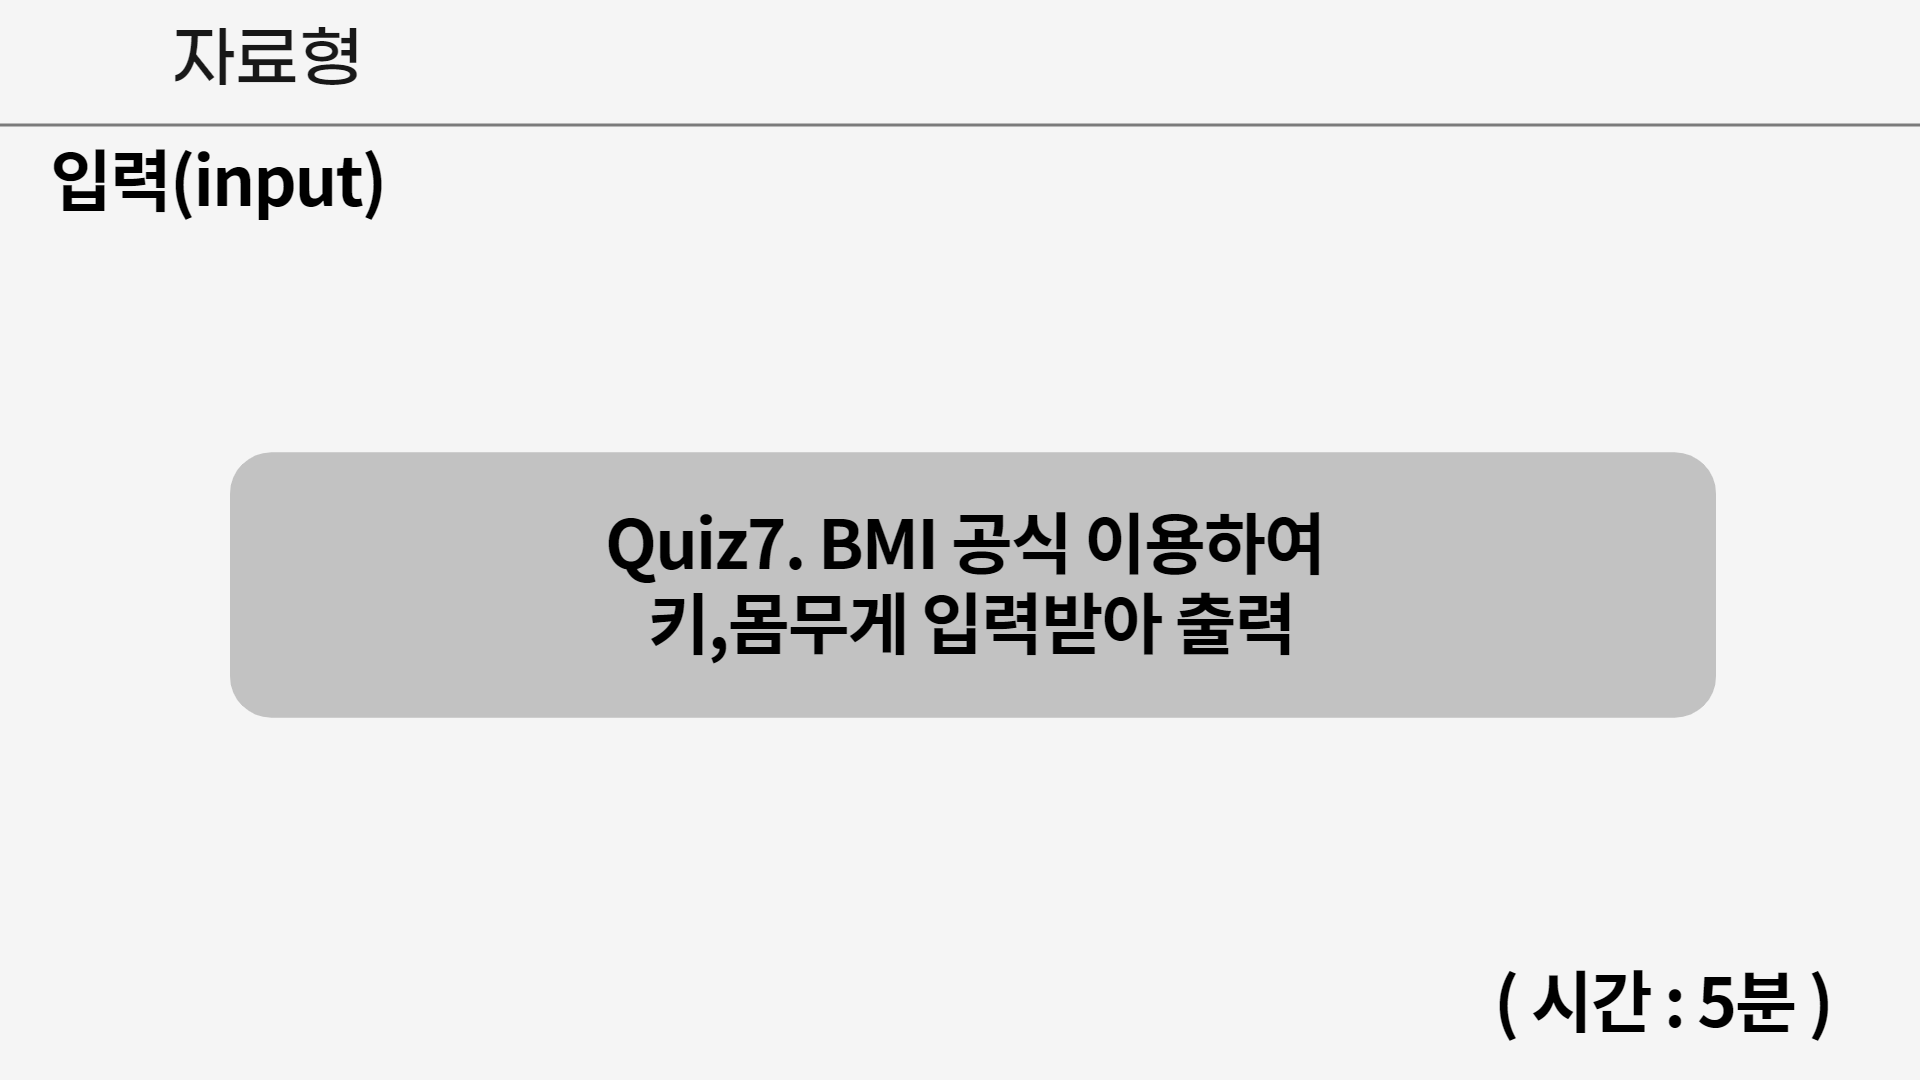 자료형
입력(input)
Quiz7. BMI 공식 이용하여
키,몸무게 입력받아 출력
( 시간 : 5분 )